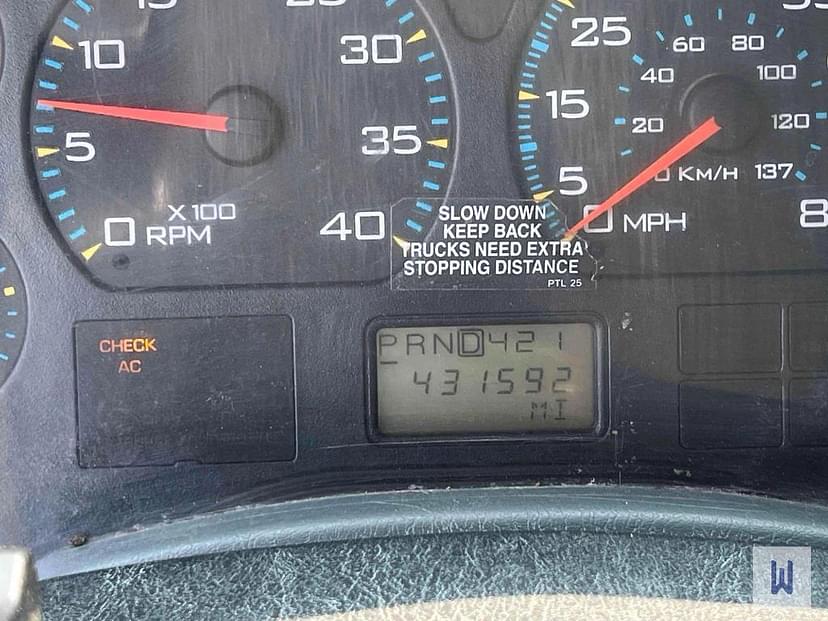 10
30
5
35
X 100
0 RPM
40
25
15
5
0 MPH
60 80
40
100
20
120
KM/H 137
SLOW DOWN
KEEP BACK
TRUCKS NEED EXTRA
STOPPING DISTANCE
PTL 25
CHECK
AC
PRND421
431592
MI
W